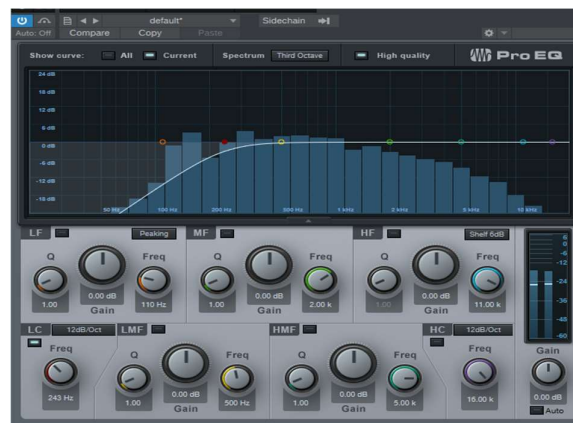 default*
Sidechain
Auto: Off Compare Copy Paste
Show curve: All Current Spectrum Third Octave High quality Pro EQ
24 dB
18 dB
12 dB
6 dB
0 dB
-6 dB
-12 dB
-18 dB
50 Hz 100 Hz 200 Hz 500 Hz 1 kHz 2 kHz 5 kHz 10 kHz
LF Peaking MF HF Shelf 6dB
Q Freq Q Freq Q Freq
1.00 0.00 dB 110 Hz 1.00 0.00 dB 2.00 k 1.00 0.00 dB 11.00 k
Gain Gain Gain
LC 12dB/Oct LMF HMF HC 12dB/Oct
Freq Q Freq Q Freq Freq
243 Hz 1.00 0.00 dB 500 Hz 1.00 0.00 dB 5.00 k 16.00 k
Gain Gain
6
0
-6
-12
-24
-36
-48
-60
Gain
0.00 dB
Auto